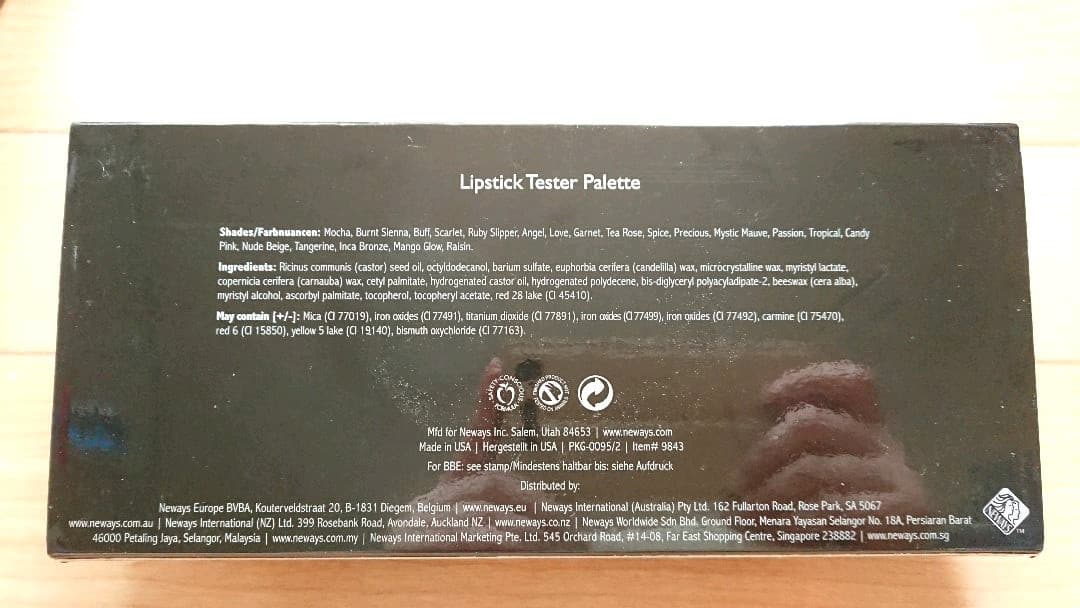 Lipstick Tester Palette
Shades/Farbnuancen: Mocha, Burnt Sienna, Buff, Scarlet, Ruby Slipper, Angel, Love, Garnet, Tea Rose, Spice, Precious, Mystic Mauve, Passion, Tropical, Candy
Pink, Nude Beige, Tangerine, Inca Bronze, Mango Glow, Raisin.
Ingredients: Ricinus communis (castor) seed oil, octyldodecanol, barium sulfate, euphorbia cerifera (candelilla) wax, microcrystalline wax, myristyl lactate,
copernicia cerifera (carnauba) wax, cetyl palmitate, hydrogenated castor oil, hydrogenated polydecene, bis-diglyceryl polyacyladipate-2, beeswax (cera alba),
myristyl alcohol, ascorbyl palmitate, tocopherol, tocopheryl acetate, red 28 lake (CI 45410).
May contain [+/-]: Mica (CI 77019), iron oxides (CI 77491), titanium dioxide (CI 77891), iron oxides (CI 77499), iron oxides (CI 77492), carmine (CI 75470),
red 6 (CI 15850), yellow 5 lake (CI 19140), bismuth oxychloride (CI 77163).
SAFETY CONSCIOUS FORMULA
Mfd for Neways Inc. Salem, Utah 84653 | www.neways.com
Made in USA | Hergestellt in USA | PKG-0095/2 | Item# 9843
For BBE: see stamp/Mindestens haltbar bis: siehe Aufdruck
Distributed by:
Neways Europe BVBA, Kouterveldstraat 20, B-1831 Diegem, Belgium | www.neways.eu | Neways International (Australia) Pty Ltd. 162 Fullarton Road, Rose Park, SA 5067
www.neways.com.au | Neways International (NZ) Ltd. 399 Rosebank Road, Avondale, Auckland NZ | www.neways.co.nz | Neways Worldwide Sdn Bhd. Ground Floor, Menara Yayasan Selangor No. 18A, Persiaran Barat
46000 Petaling Jaya, Selangor, Malaysia | www.neways.com.my | Neways International Marketing Pte. Ltd. 545 Orchard Road, #14-08, Far East Shopping Centre, Singapore 238882 | www.neways.com.sg
NEWAYS TM